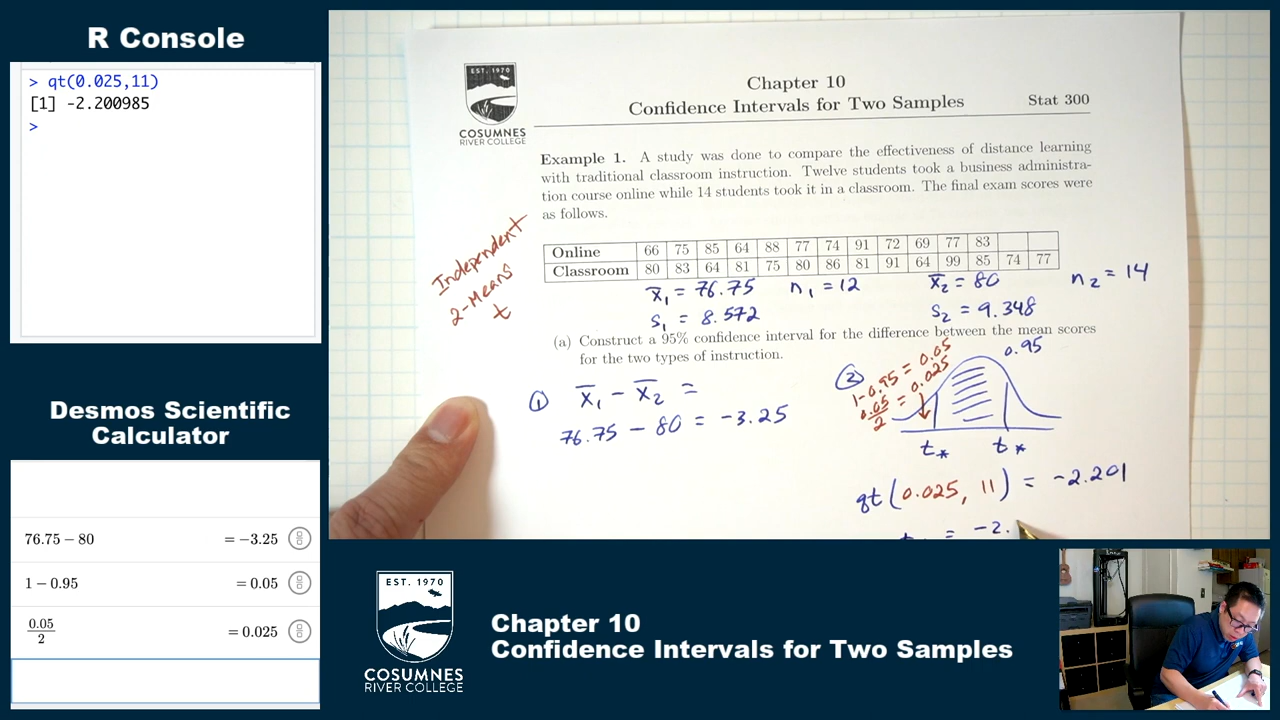 R Console
> qt(0.025,11)
[1] -2.200985
>
Desmos Scientific
Calculator
76.75 − 80 = −3.25
1 − 0.95 = 0.05
0.05/2 = 0.025
EST. 1970
COSUMNES
RIVER COLLEGE
Chapter 10
Confidence Intervals for Two Samples
Stat 300
Example 1. A study was done to compare the effectiveness of distance learning
with traditional classroom instruction. Twelve students took a business administra-
tion course online while 14 students took it in a classroom. The final exam scores were
as follows.
Independent
2-Means
t
Online 66 75 85 64 88 77 74 91 72 69 77 83
Classroom 80 83 64 81 75 80 86 81 91 64 99 85 74 77
x̄₁ = 76.75 n₁ = 12 x̄₂ = 80 n₂ = 14
s₁ = 8.572 s₂ = 9.348
(a) Construct a 95% confidence interval for the difference between the mean scores
for the two types of instruction.
① x̄₁ − x̄₂ =
76.75 − 80 = −3.25
② 0.95
1-0.95 = 0.05
0.05/2 = 0.025
t* t*
qt(0.025, 11) = −2.201
= −2.
EST. 1970
COSUMNES
RIVER COLLEGE
Chapter 10
Confidence Intervals for Two Samples